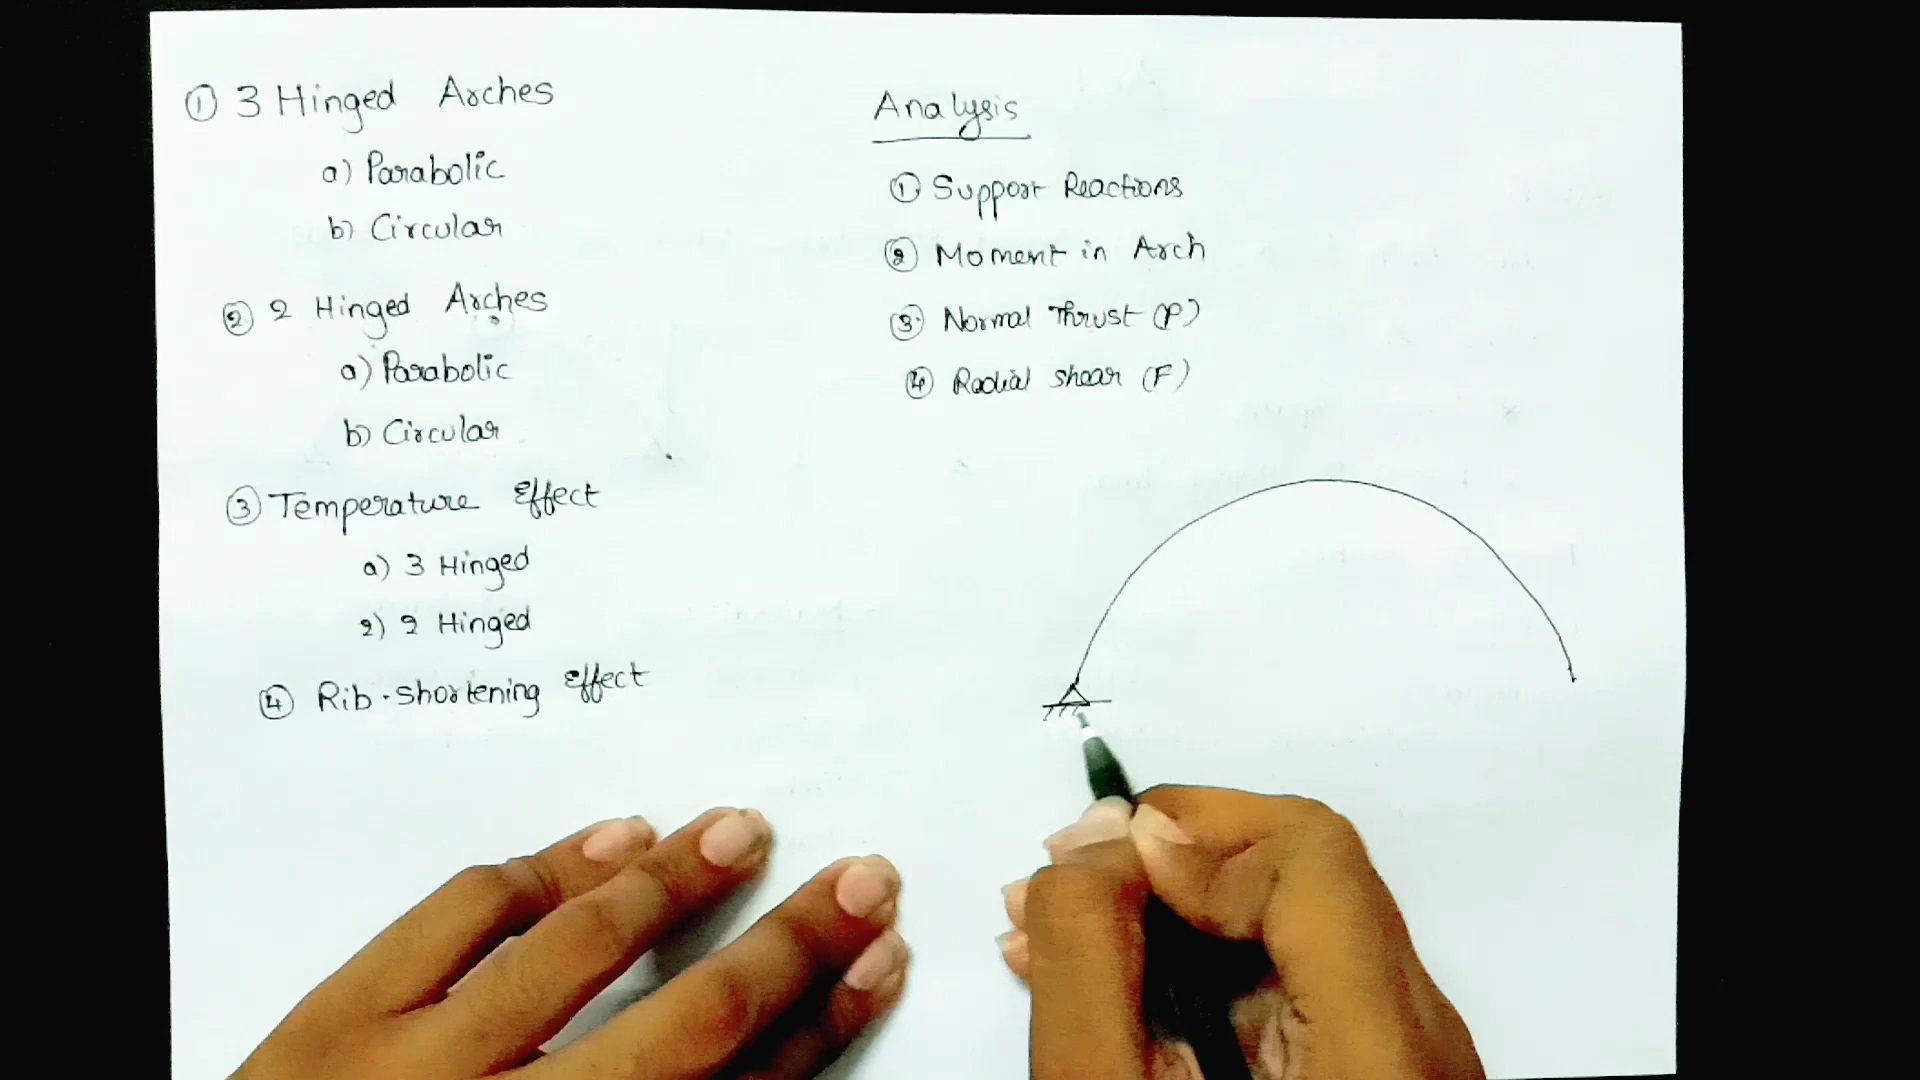 ① 3 Hinged Arches
a) Parabolic
b) Circular
② 2 Hinged Arches
a) Parabolic
b) Circular
③ Temperature Effect
a) 3 Hinged
2) 2 Hinged
④ Rib-shortening effect
Analysis
① Support Reactions
② Moment in Arch
③ Normal Thrust (P)
④ Radial shear (F)